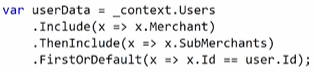 var userData = _context.Users
.Include(x => x.Merchant)
.ThenInclude(x => x.SubMerchants)
.FirstOrDefault(x => x.Id == user.Id);